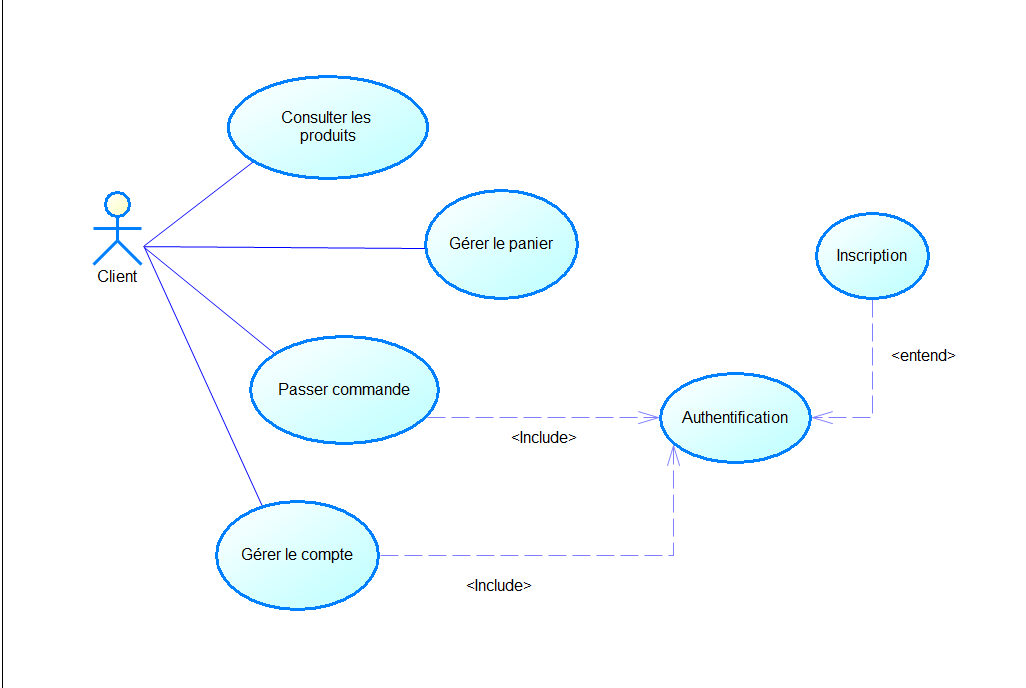 Consulter les
produits
Gérer le panier
Inscription
Client
<entend>
Passer commande
Authentification
<Include>
Gérer le compte
<Include>